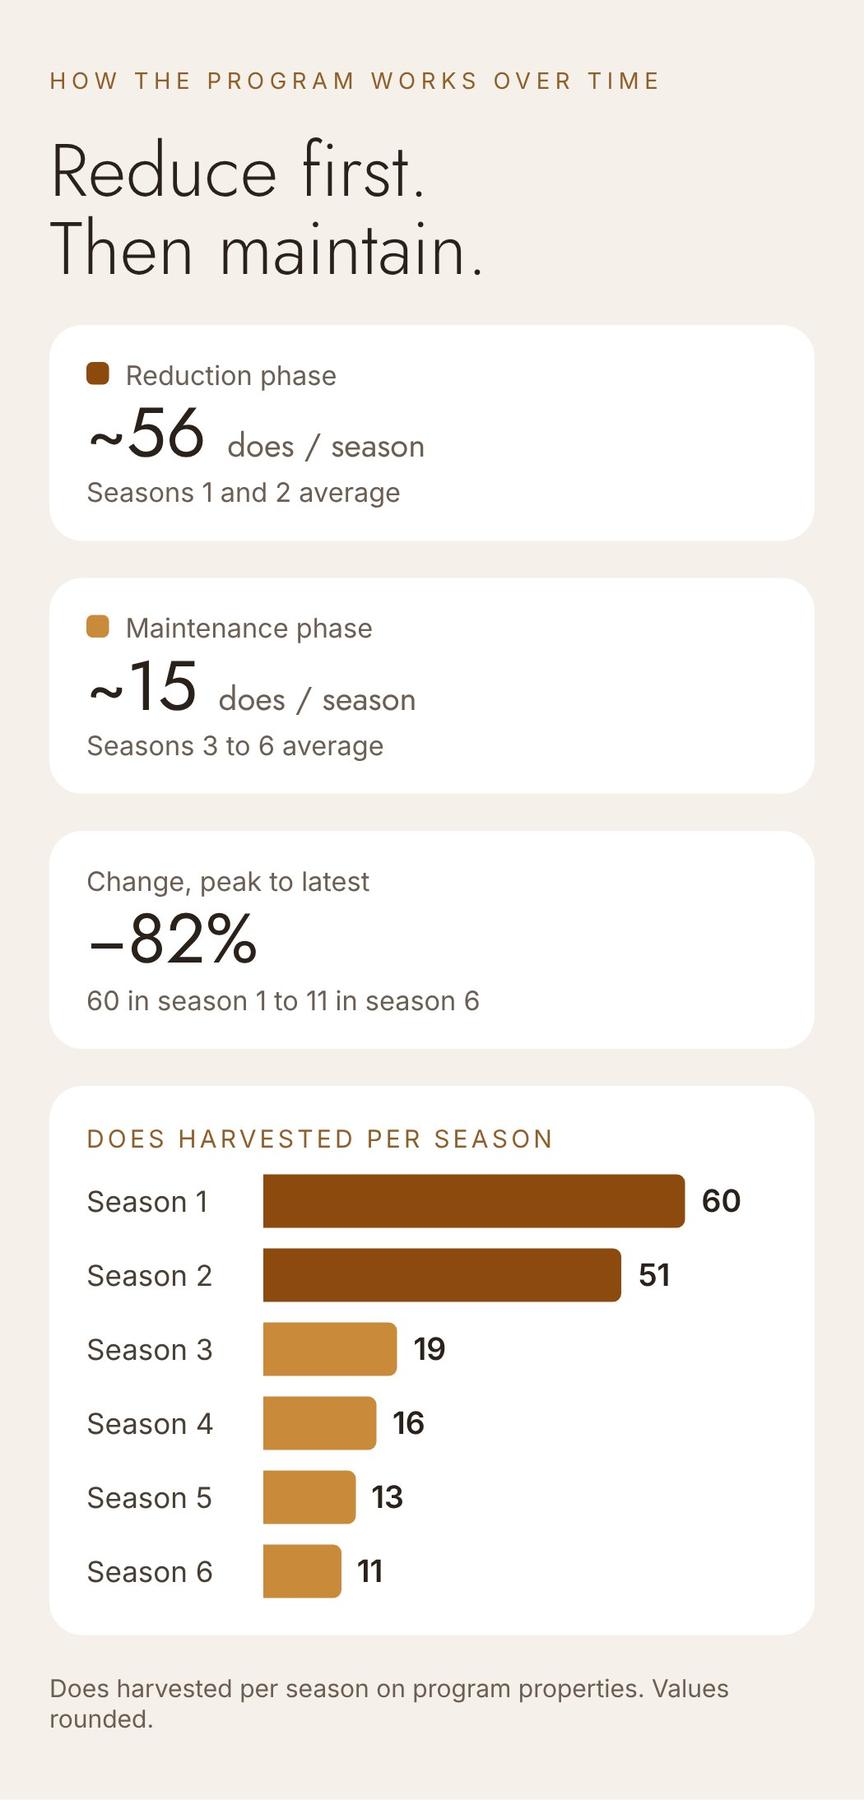 HOW THE PROGRAM WORKS OVER TIME
Reduce first.
Then maintain.
Reduction phase
~56 does / season
Seasons 1 and 2 average
Maintenance phase
~15 does / season
Seasons 3 to 6 average
Change, peak to latest
−82%
60 in season 1 to 11 in season 6
DOES HARVESTED PER SEASON
Season 1 60
Season 2 51
Season 3 19
Season 4 16
Season 5 13
Season 6 11
Does harvested per season on program properties. Values
rounded.